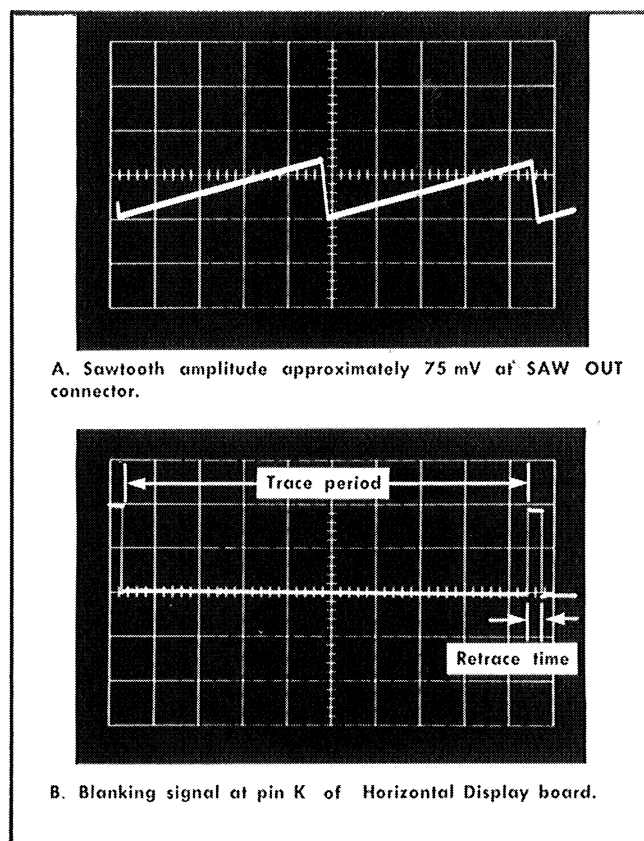 A. Sawtooth amplitude approximately 75 mV at SAW OUT
connector.
Trace period
Retrace time
B. Blanking signal at pin K of Horizontal Display board.